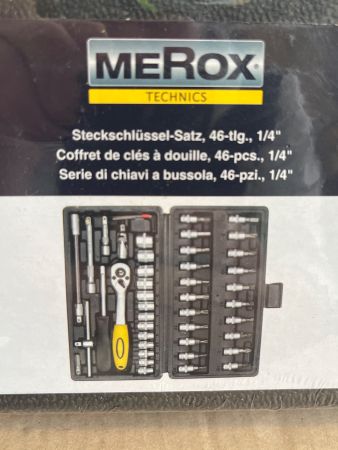 MEROX
TECHNICS
Steckschlüssel-Satz, 46-tlg., 1/4"
Coffret de clés à douille, 46-pcs., 1/4"
Serie di chiavi a bussola, 46-pzi., 1/4"